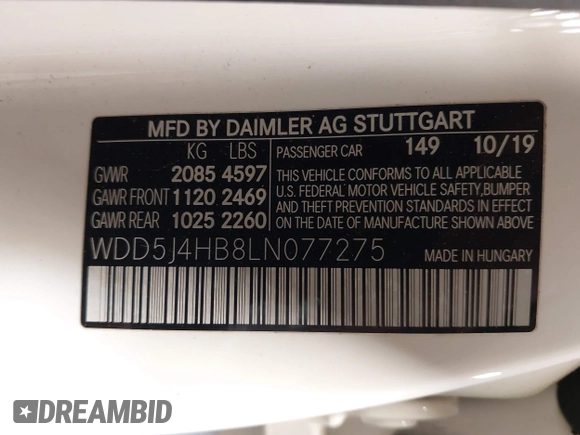 MFD BY DAIMLER AG STUTTGART
KG LBS
GVWR 2085 4597
GAWR FRONT 1120 2469
GAWR REAR 1025 2260
PASSENGER CAR 149 10/19
THIS VEHICLE CONFORMS TO ALL APPLICABLE
U.S. FEDERAL MOTOR VEHICLE SAFETY,BUMPER
AND THEFT PREVENTION STANDARDS IN EFFECT
ON THE DATE OF MANUFACTURE SHOWN ABOVE.
WDD5J4HB8LN077275
MADE IN HUNGARY
DREAMBID